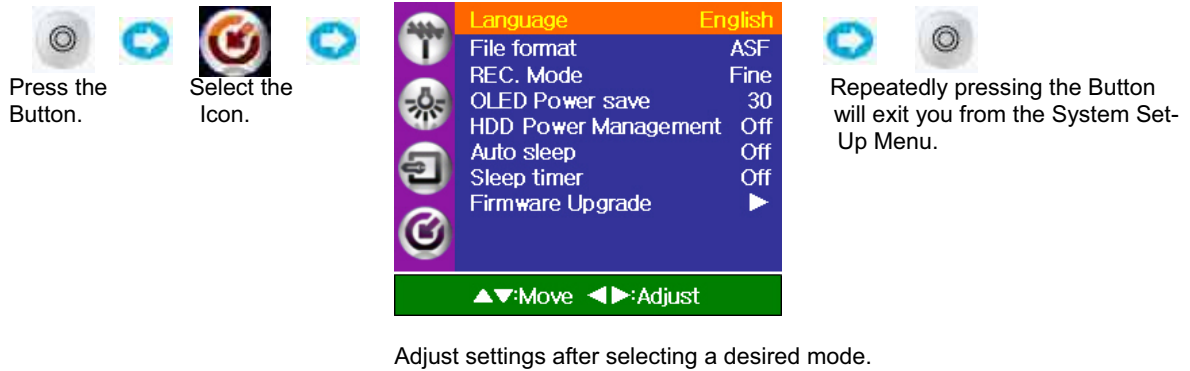 Press the
Button.
Select the
Icon.
Language English
File format ASF
REC. Mode Fine
OLED Power save 30
HDD Power Management Off
Auto sleep Off
Sleep timer Off
Firmware Upgrade ▶
▲▼:Move ◀▶:Adjust
Repeatedly pressing the Button
will exit you from the System Set-
Up Menu.
Adjust settings after selecting a desired mode.